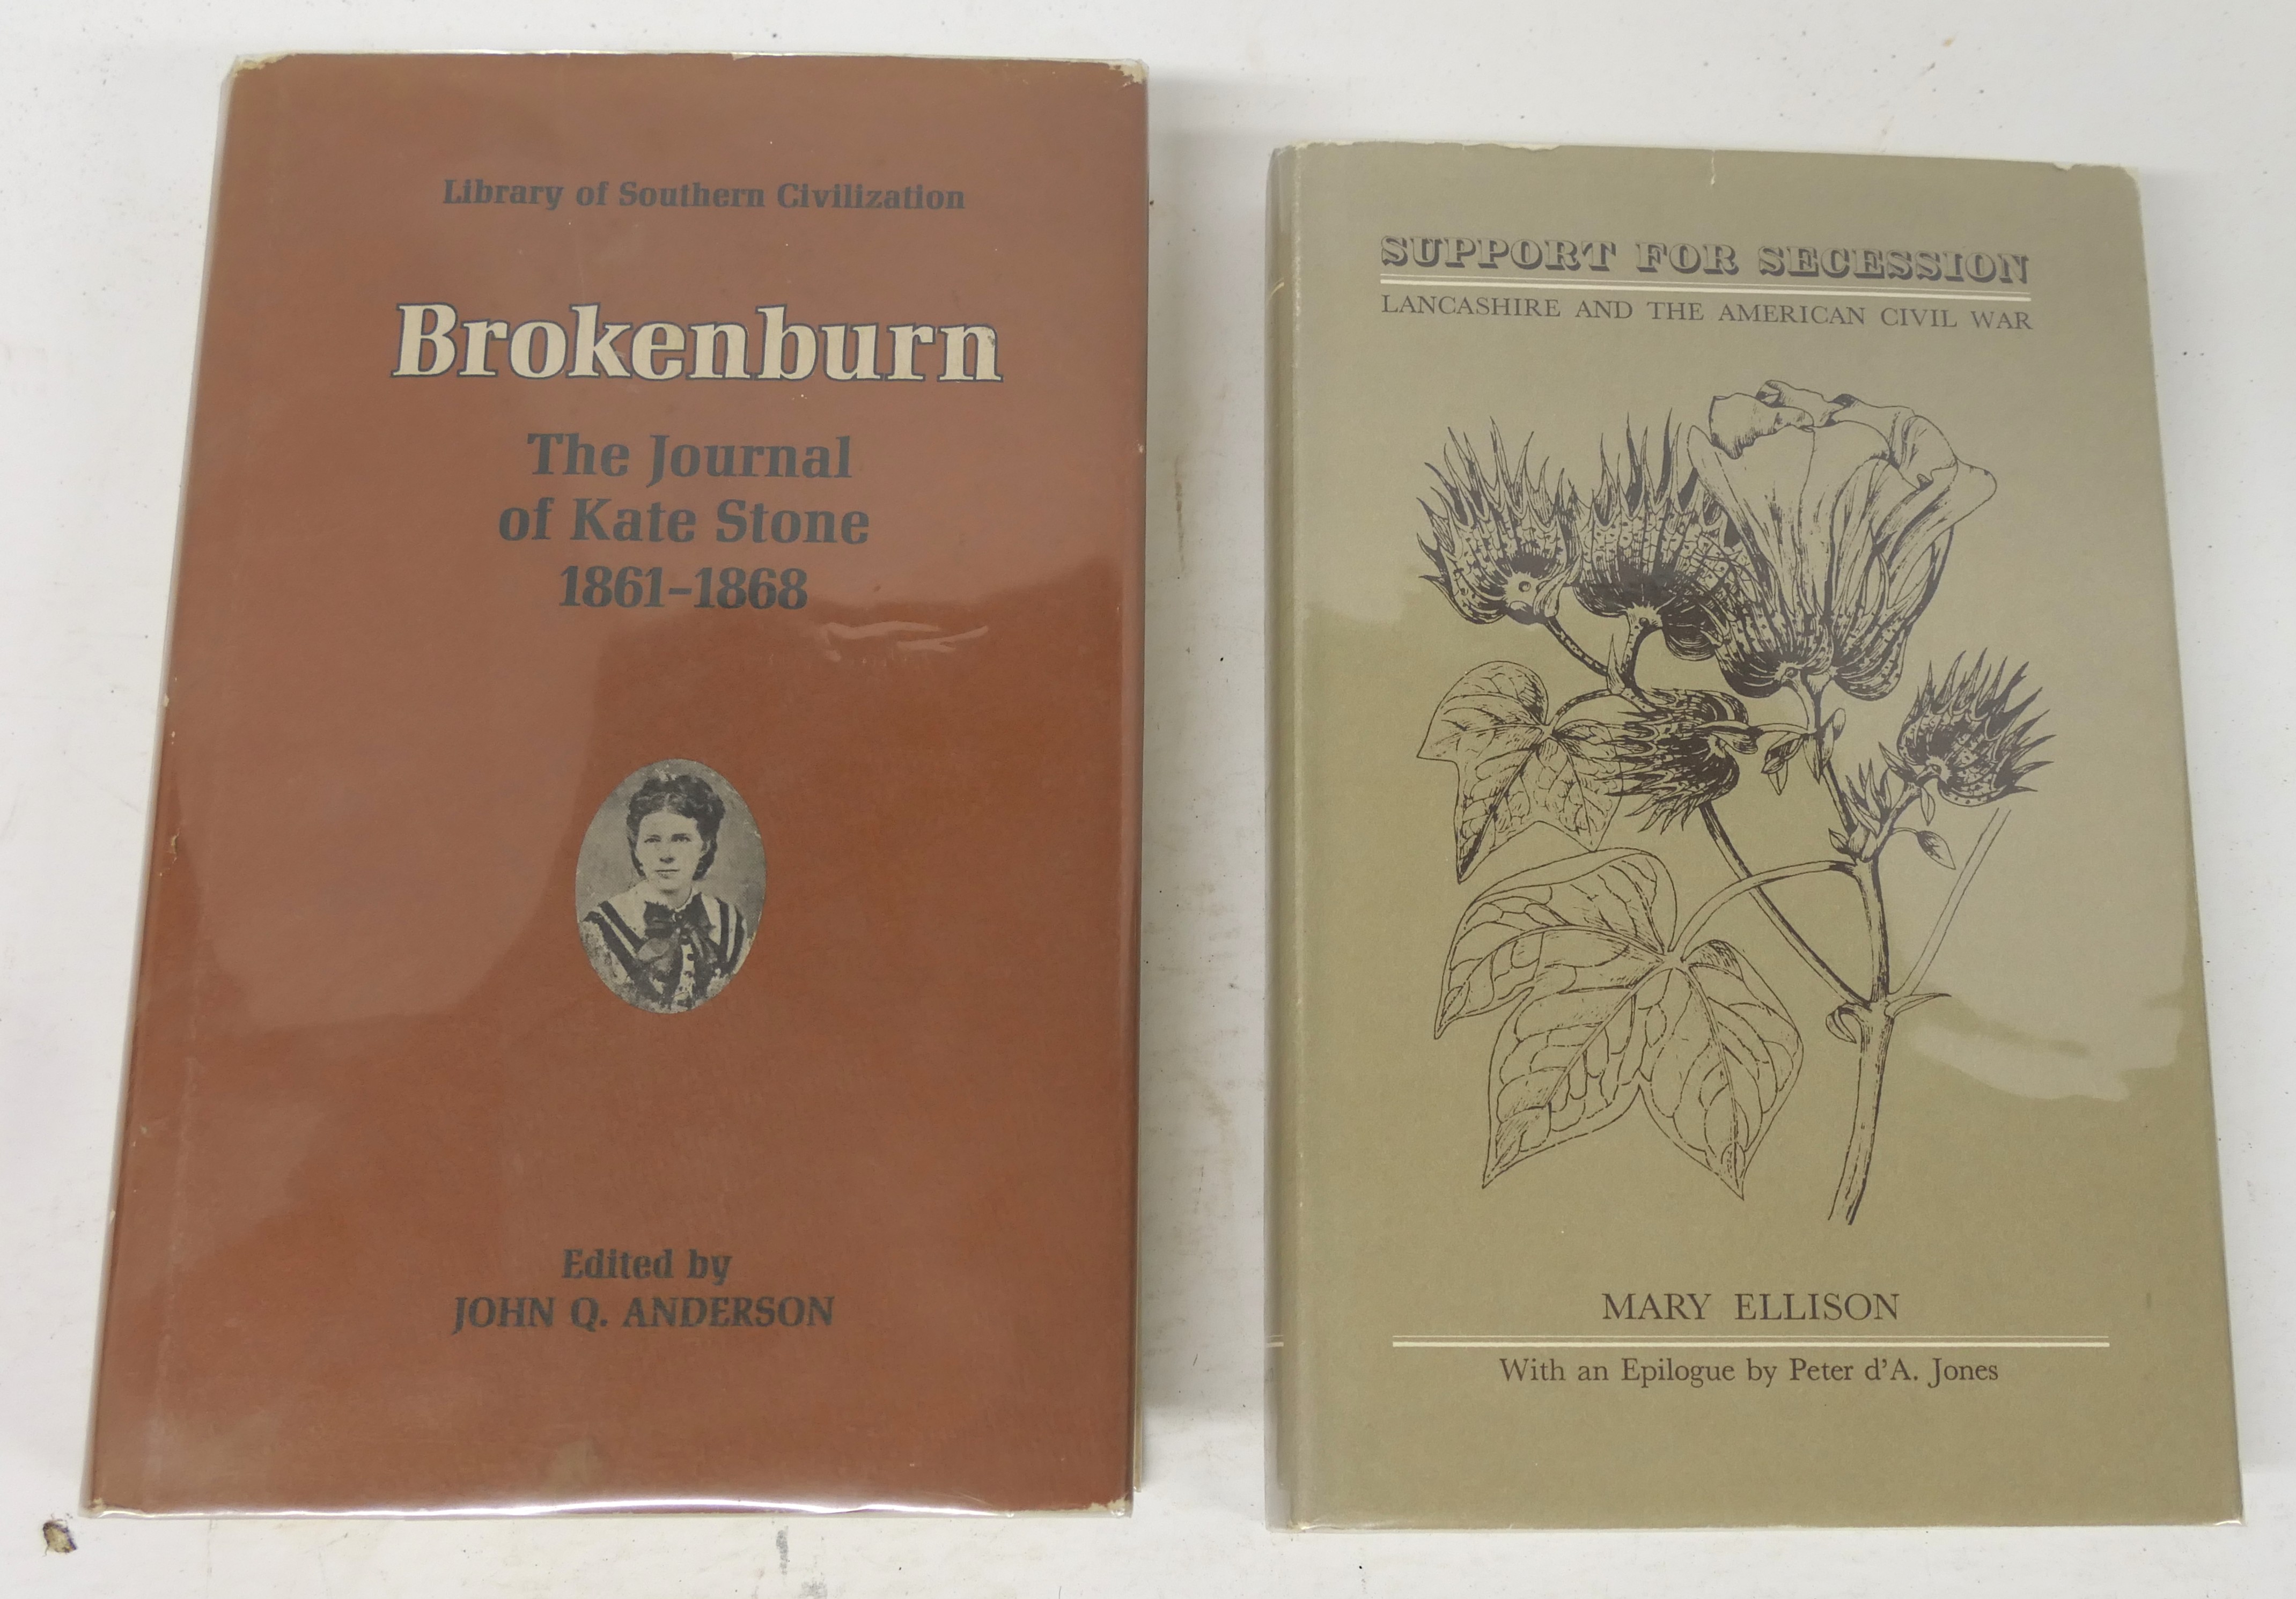 Library of Southern Civilization
Brokenburn
The Journal
of Kate Stone
1861-1868
Edited by
JOHN Q. ANDERSON
SUPPORT FOR SECESSION
LANCASHIRE AND THE AMERICAN CIVIL WAR
MARY ELLISON
With an Epilogue by Peter d'A. Jones